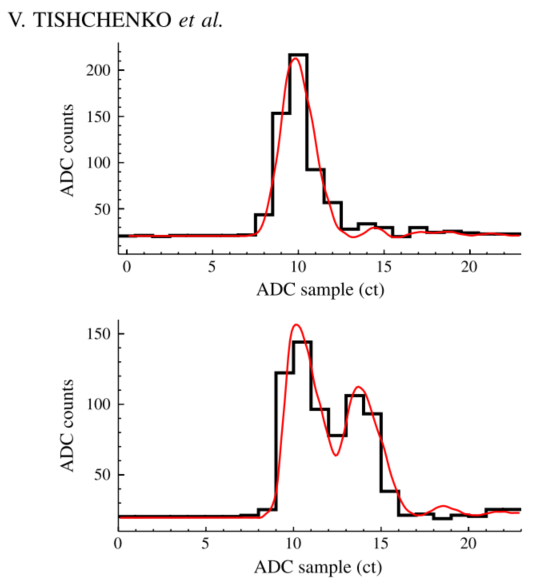 V. TISHCHENKO et al.
200
150
100
50
ADC counts
0 5 10 15 20
ADC sample (ct)
150
100
50
ADC counts
0 5 10 15 20
ADC sample (ct)